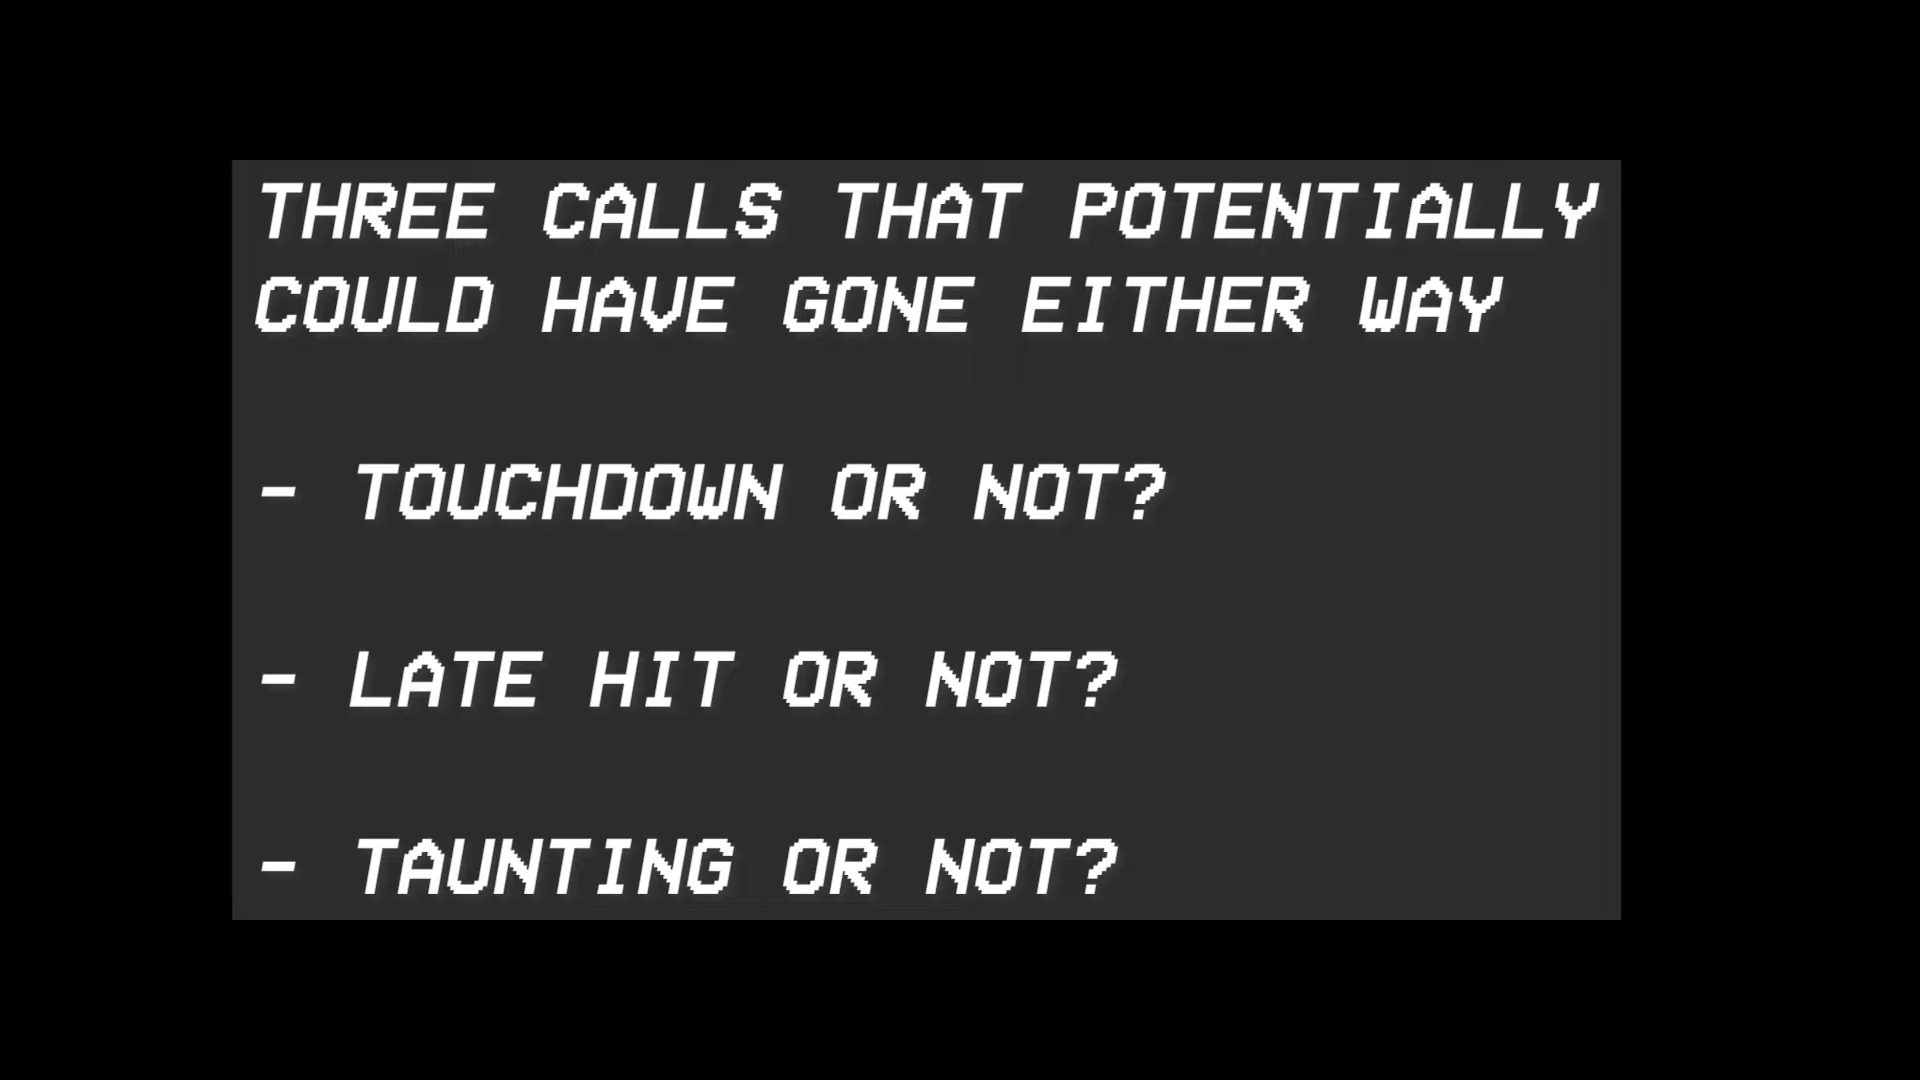 THREE CALLS THAT POTENTIALLY
COULD HAVE GONE EITHER WAY
- TOUCHDOWN OR NOT?
- LATE HIT OR NOT?
- TAUNTING OR NOT?